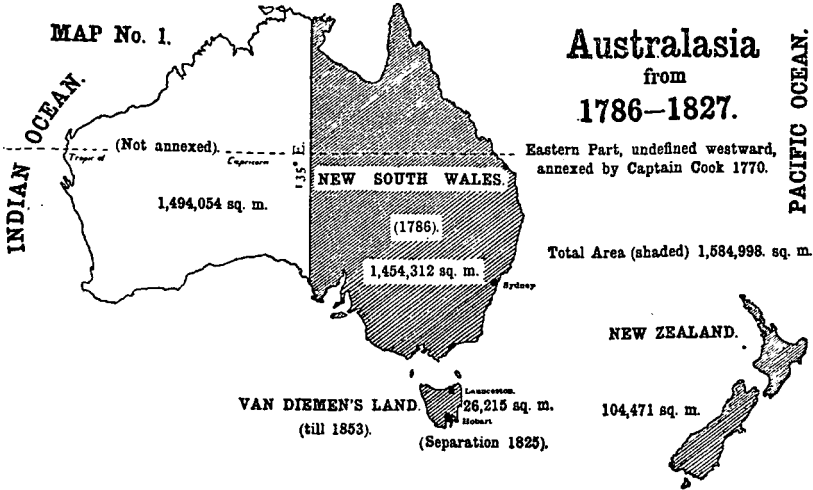 MAP No. 1.
Australasia
from
1786–1827.
INDIAN OCEAN.
PACIFIC OCEAN.
Eastern Part, undefined westward,
annexed by Captain Cook 1770.
(Not annexed).
Tropic of Capricorn
135° E.
1,494,054 sq. m.
NEW SOUTH WALES.
(1786).
1,454,312 sq. m.
Sydney
Total Area (shaded) 1,584,998. sq. m.
NEW ZEALAND.
104,471 sq. m.
Launceston.
VAN DIEMEN'S LAND.
26,215 sq. m.
Hobart
(till 1853).
(Separation 1825).